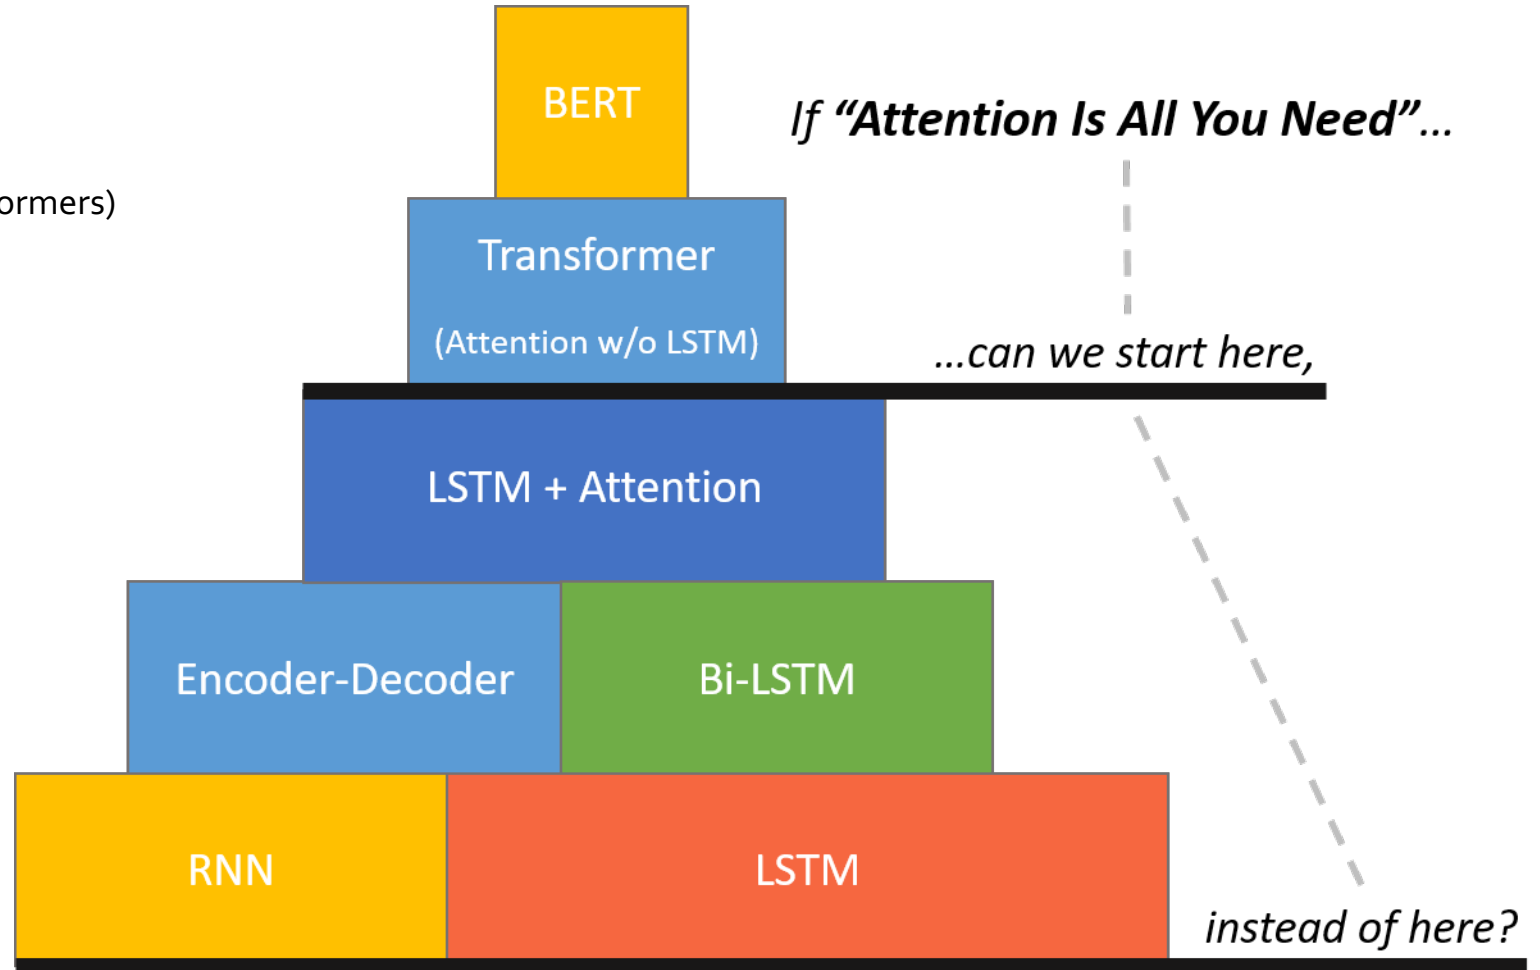 BERT
If “Attention Is All You Need”...
ormers)
Transformer
(Attention w/o LSTM)
...can we start here,
LSTM + Attention
Encoder-Decoder
Bi-LSTM
RNN
LSTM
instead of here?